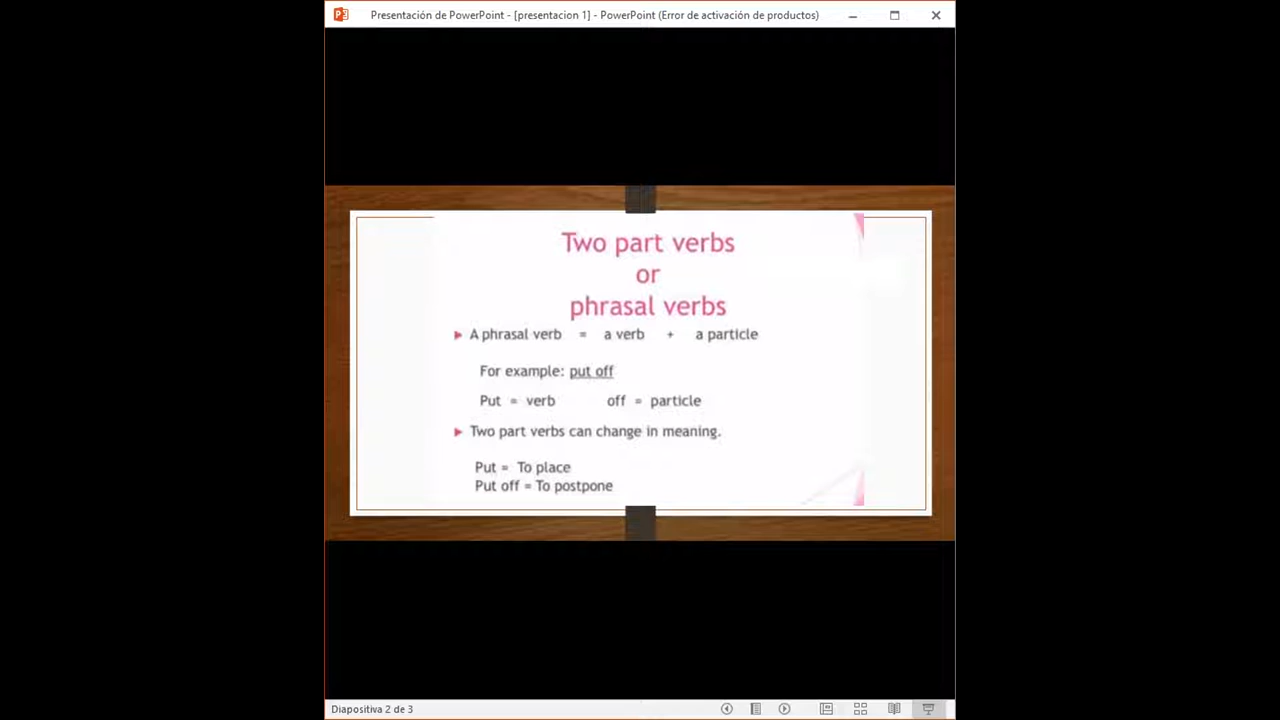 Presentación de PowerPoint - [presentacion 1] - PowerPoint (Error de activación de productos)
Two part verbs
or
phrasal verbs
A phrasal verb = a verb + a particle
For example: put off
Put = verb off = particle
Two part verbs can change in meaning.
Put = To place
Put off = To postpone
Diapositiva 2 de 3